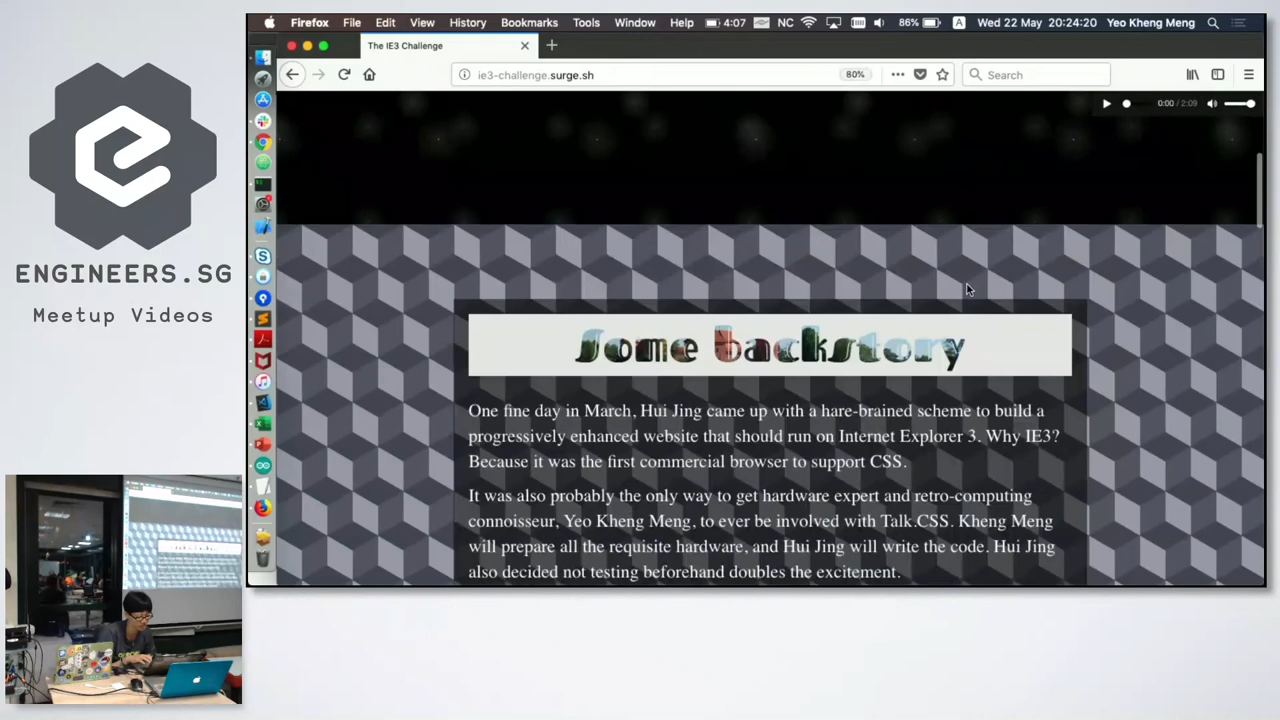 Firefox File Edit View History Bookmarks Tools Window Help 4:07 NC 86% A Wed 22 May 20:24:20 Yeo Kheng Meng
The IE3 Challenge
ie3-challenge.surge.sh 80% Search
0:00 / 2:09
ENGINEERS.SG
Meetup Videos
Some backstory
One fine day in March, Hui Jing came up with a hare-brained scheme to build a
progressively enhanced website that should run on Internet Explorer 3. Why IE3?
Because it was the first commercial browser to support CSS.
It was also probably the only way to get hardware expert and retro-computing
connoisseur, Yeo Kheng Meng, to ever be involved with Talk.CSS. Kheng Meng
will prepare all the requisite hardware, and Hui Jing will write the code. Hui Jing
also decided not testing beforehand doubles the excitement.